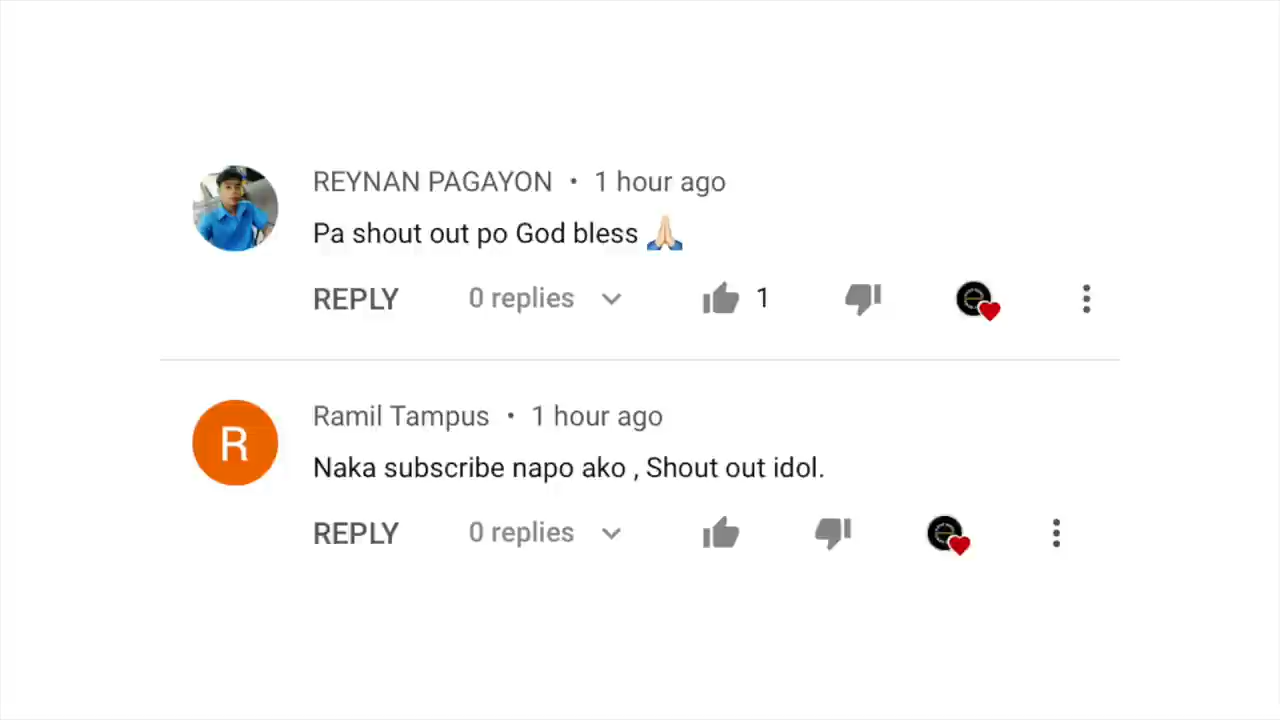 REYNAN PAGAYON • 1 hour ago
Pa shout out po God bless 🙏🏻
REPLY 0 replies 1
R
Ramil Tampus • 1 hour ago
Naka subscribe napo ako , Shout out idol.
REPLY 0 replies